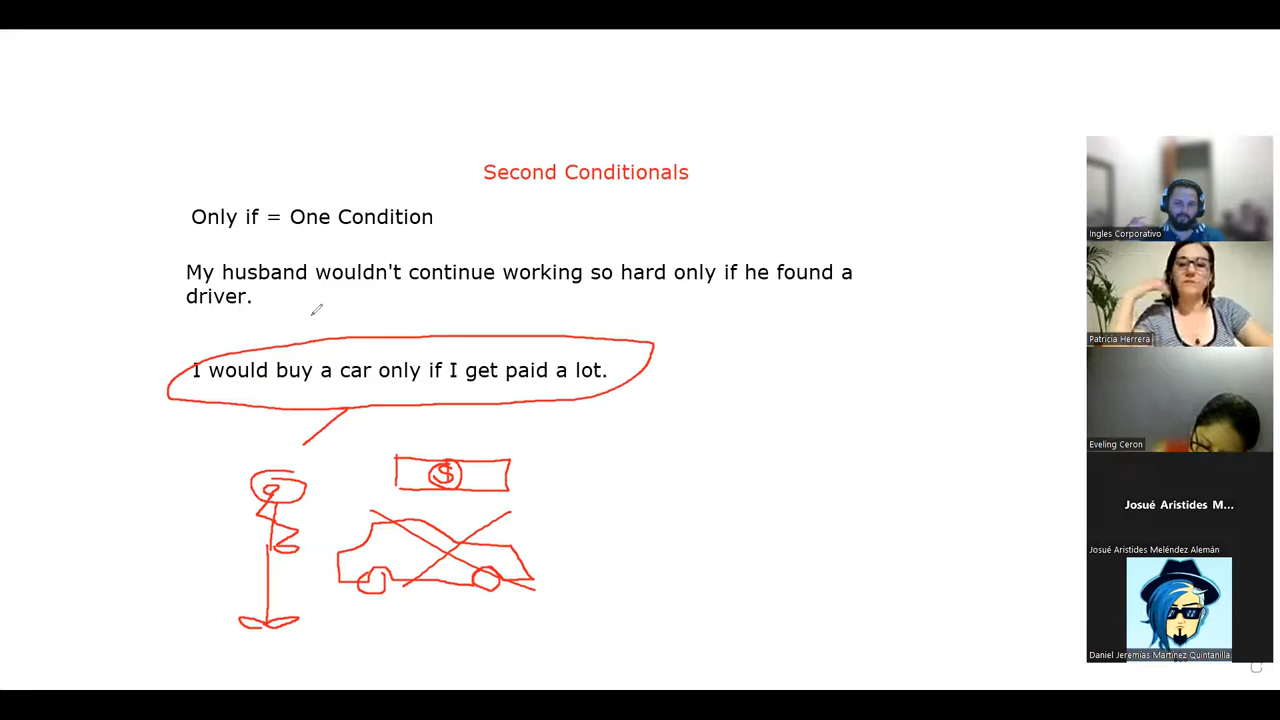 Second Conditionals
Only if = One Condition
My husband wouldn't continue working so hard only if he found a
driver.
I would buy a car only if I get paid a lot.
$
Ingles Corporativo
Patricia Herrera
Eveling Ceron
Josué Aristides M...
Josué Aristides Meléndez Alemán
Daniel Jeremías Martínez Quintanilla